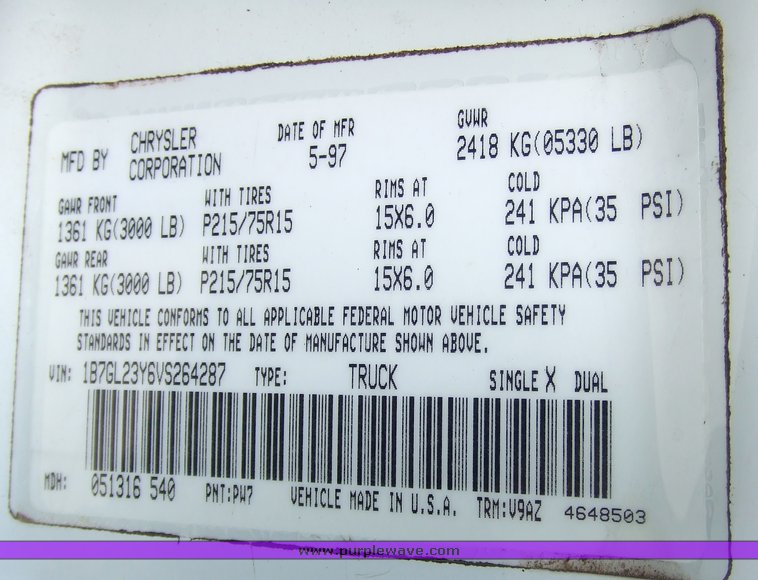 MFD BY CHRYSLER CORPORATION DATE OF MFR 5-97 GVWR 2418 KG(05330 LB)
GAWR FRONT WITH TIRES RIMS AT COLD
1361 KG(3000 LB) P215/75R15 15X6.0 241 KPA(35 PSI)
GAWR REAR WITH TIRES RIMS AT COLD
1361 KG(3000 LB) P215/75R15 15X6.0 241 KPA(35 PSI)
THIS VEHICLE CONFORMS TO ALL APPLICABLE FEDERAL MOTOR VEHICLE SAFETY
STANDARDS IN EFFECT ON THE DATE OF MANUFACTURE SHOWN ABOVE.
VIN: 1B7GL23Y6VS264287 TYPE: TRUCK SINGLE X DUAL
MDH: 051316 540 PNT:PW7 VEHICLE MADE IN U.S.A. TRM:V9AZ 4648503
www.purplewave.com